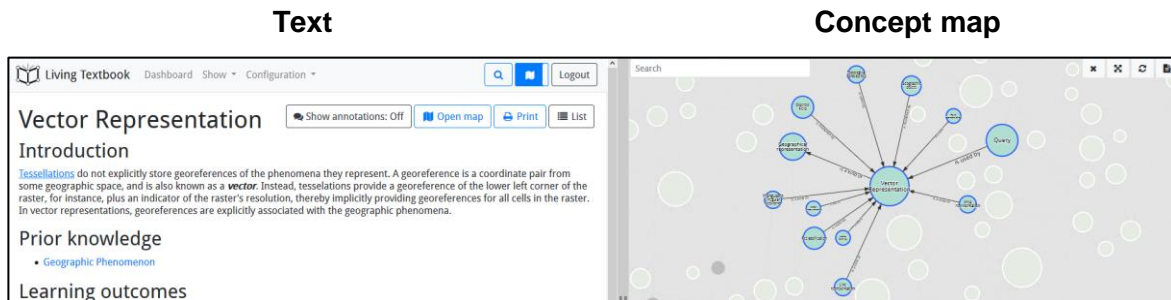 Text
Concept map
Living Textbook Dashboard Show Configuration Logout
Vector Representation
Show annotations: Off Open map Print List
Introduction
Tessellations do not explicitly store georeferences of the phenomena they represent. A georeference is a coordinate pair from
some geographic space, and is also known as a vector. Instead, tesselations provide a georeference of the lower left corner of the
raster, for instance, plus an indicator of the raster's resolution, thereby implicitly providing georeferences for all cells in the raster.
In vector representations, georeferences are explicitly associated with the geographic phenomena.
Prior knowledge
• Geographic Phenomenon
Learning outcomes
Search
Query
is used by
Geographical
representation
Vector
Representation